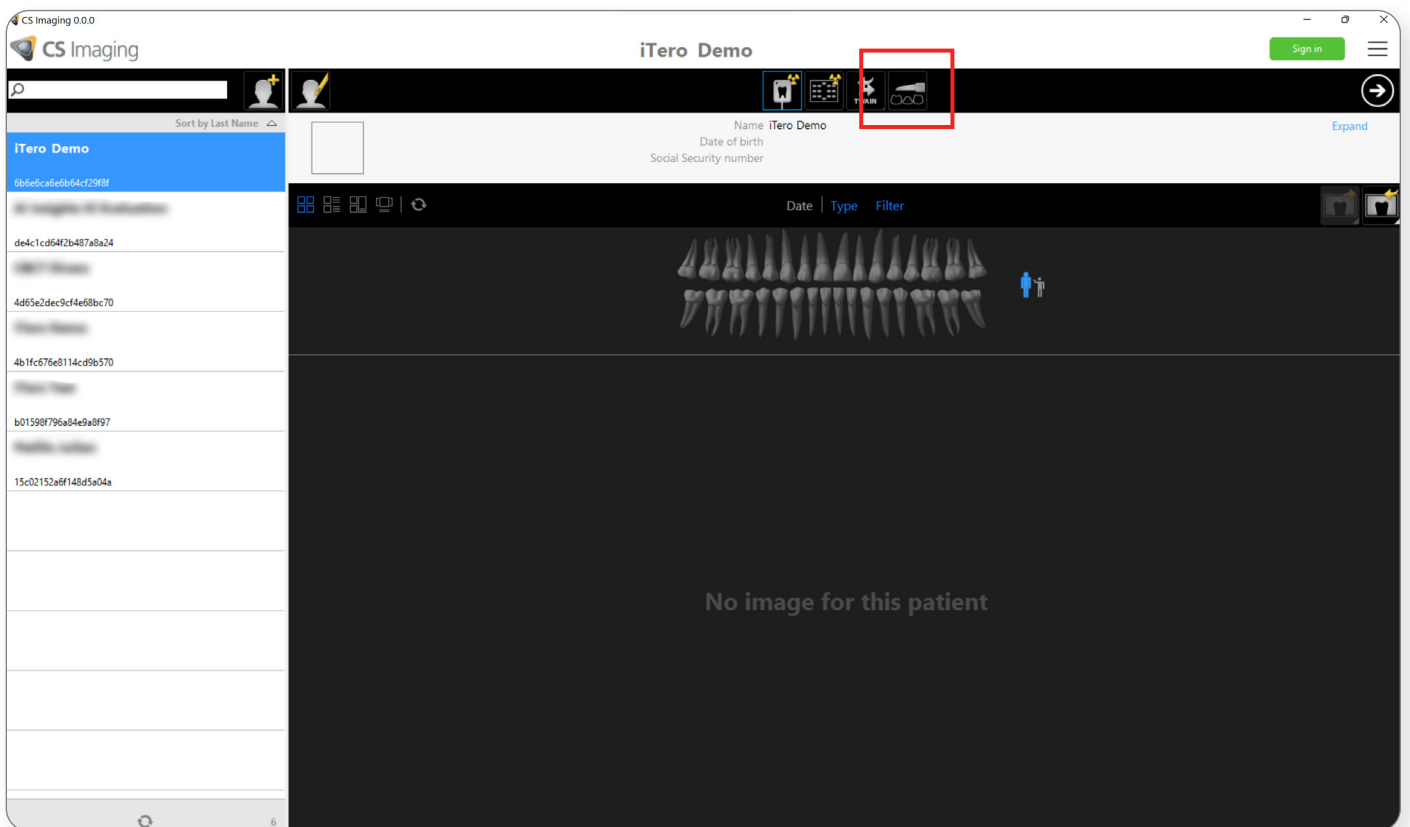 CS Imaging 0.0.0
CS Imaging
iTero Demo
Sign in
TWAIN
Sort by Last Name
Name iTero Demo
Expand
Date of birth
Social Security number
iTero Demo
6b6e6ca6e6b64cf29f8f
Date | Type Filter
de4c1cd64f2b487a8a24
4d65e2dec9cf4e68bc70
4b1fc676e8114cd9b570
b01598f796a84e9a8f97
15c02152a6f148d5a04a
No image for this patient
6